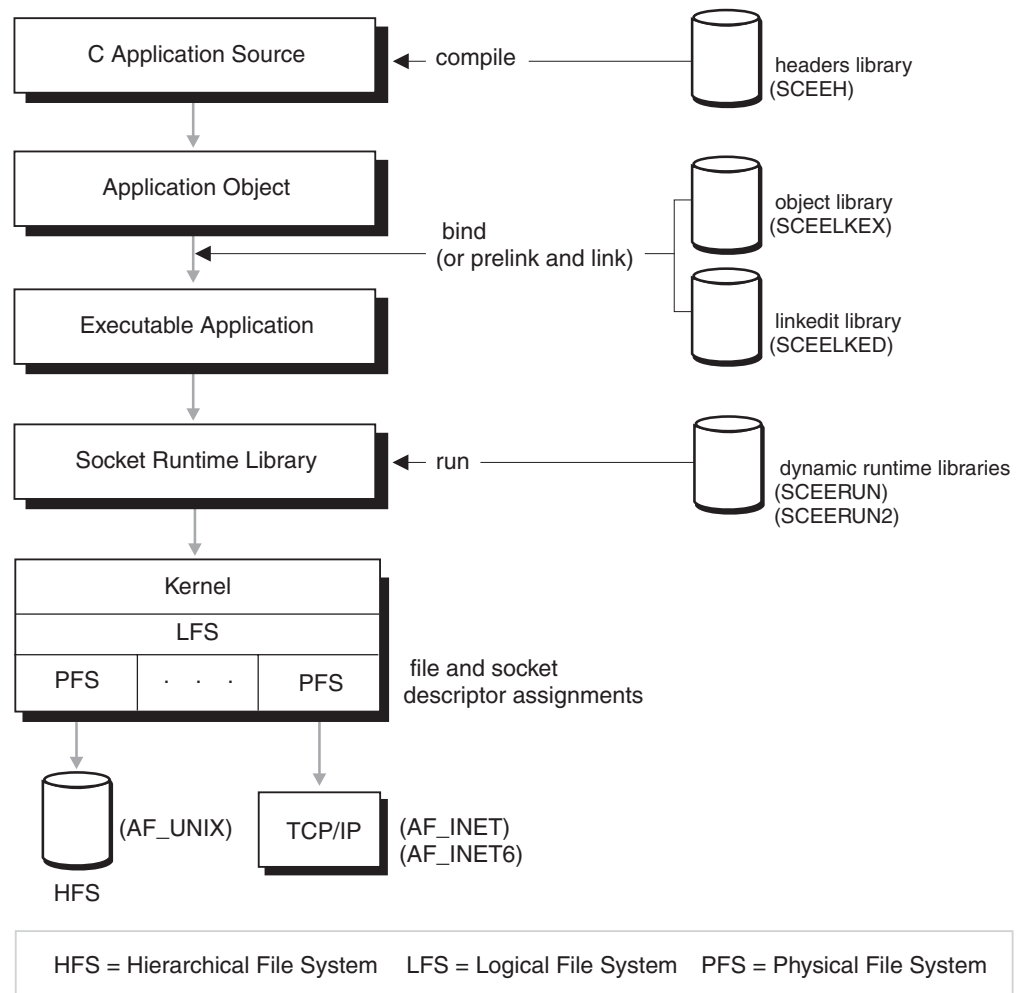 C Application Source
compile
headers library
(SCEEH)
Application Object
object library
(SCEELKEX)
bind
(or prelink and link)
Executable Application
linkedit library
(SCEELKED)
Socket Runtime Library
run
dynamic runtime libraries
(SCEERUN)
(SCEERUN2)
Kernel
LFS
PFS
. . .
PFS
file and socket
descriptor assignments
(AF_UNIX)
HFS
TCP/IP
(AF_INET)
(AF_INET6)
HFS = Hierarchical File System LFS = Logical File System PFS = Physical File System